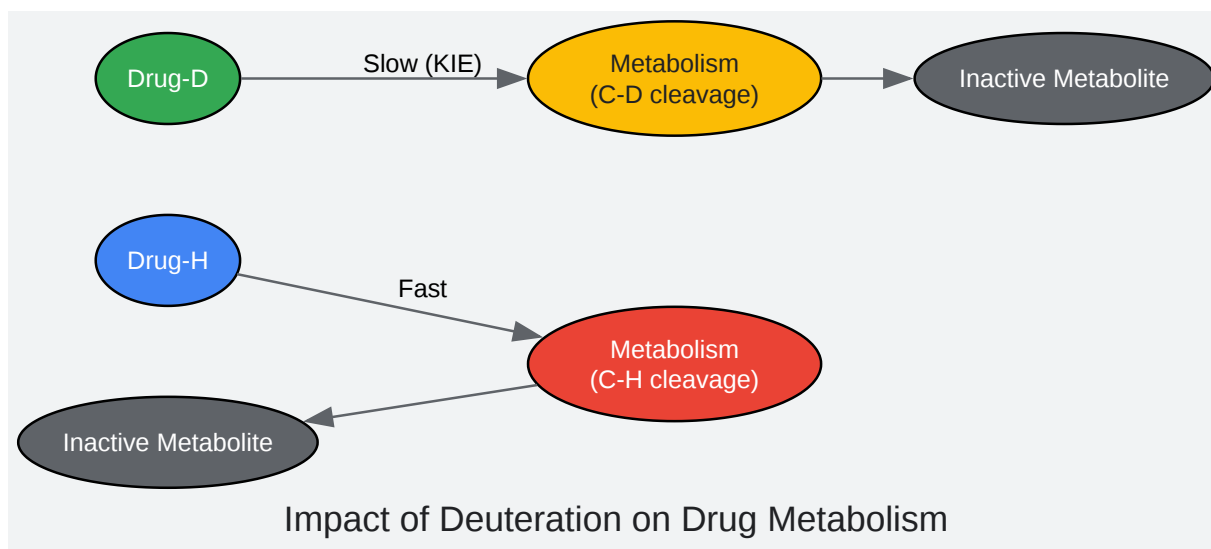 Drug-D
Slow (KIE)
Metabolism
(C-D cleavage)
Inactive Metabolite
Drug-H
Fast
Metabolism
(C-H cleavage)
Inactive Metabolite
Impact of Deuteration on Drug Metabolism